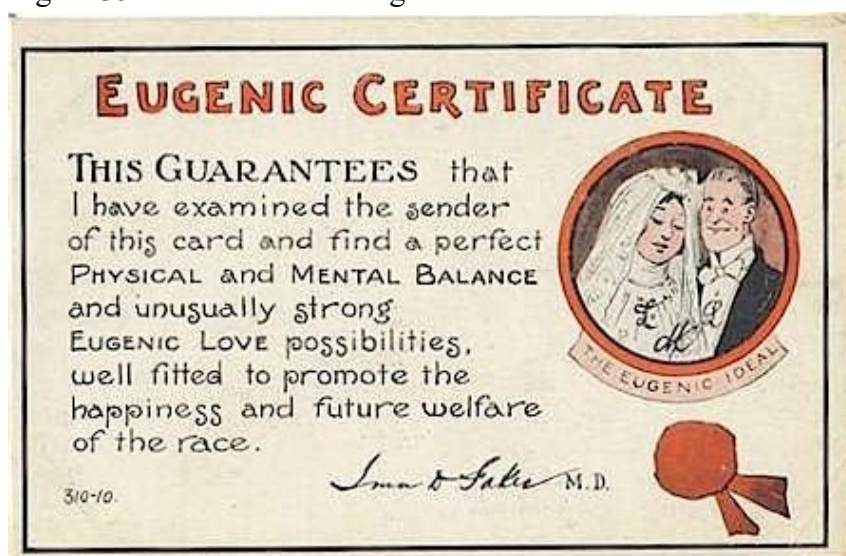 EUGENIC CERTIFICATE
THIS GUARANTEES that
I have examined the sender
of this card and find a perfect
PHYSICAL and MENTAL BALANCE
and unusually strong
EUGENIC LOVE possibilities,
well fitted to promote the
happiness and future welfare
of the race.
THE EUGENIC IDEAL
M.D.
310-10.